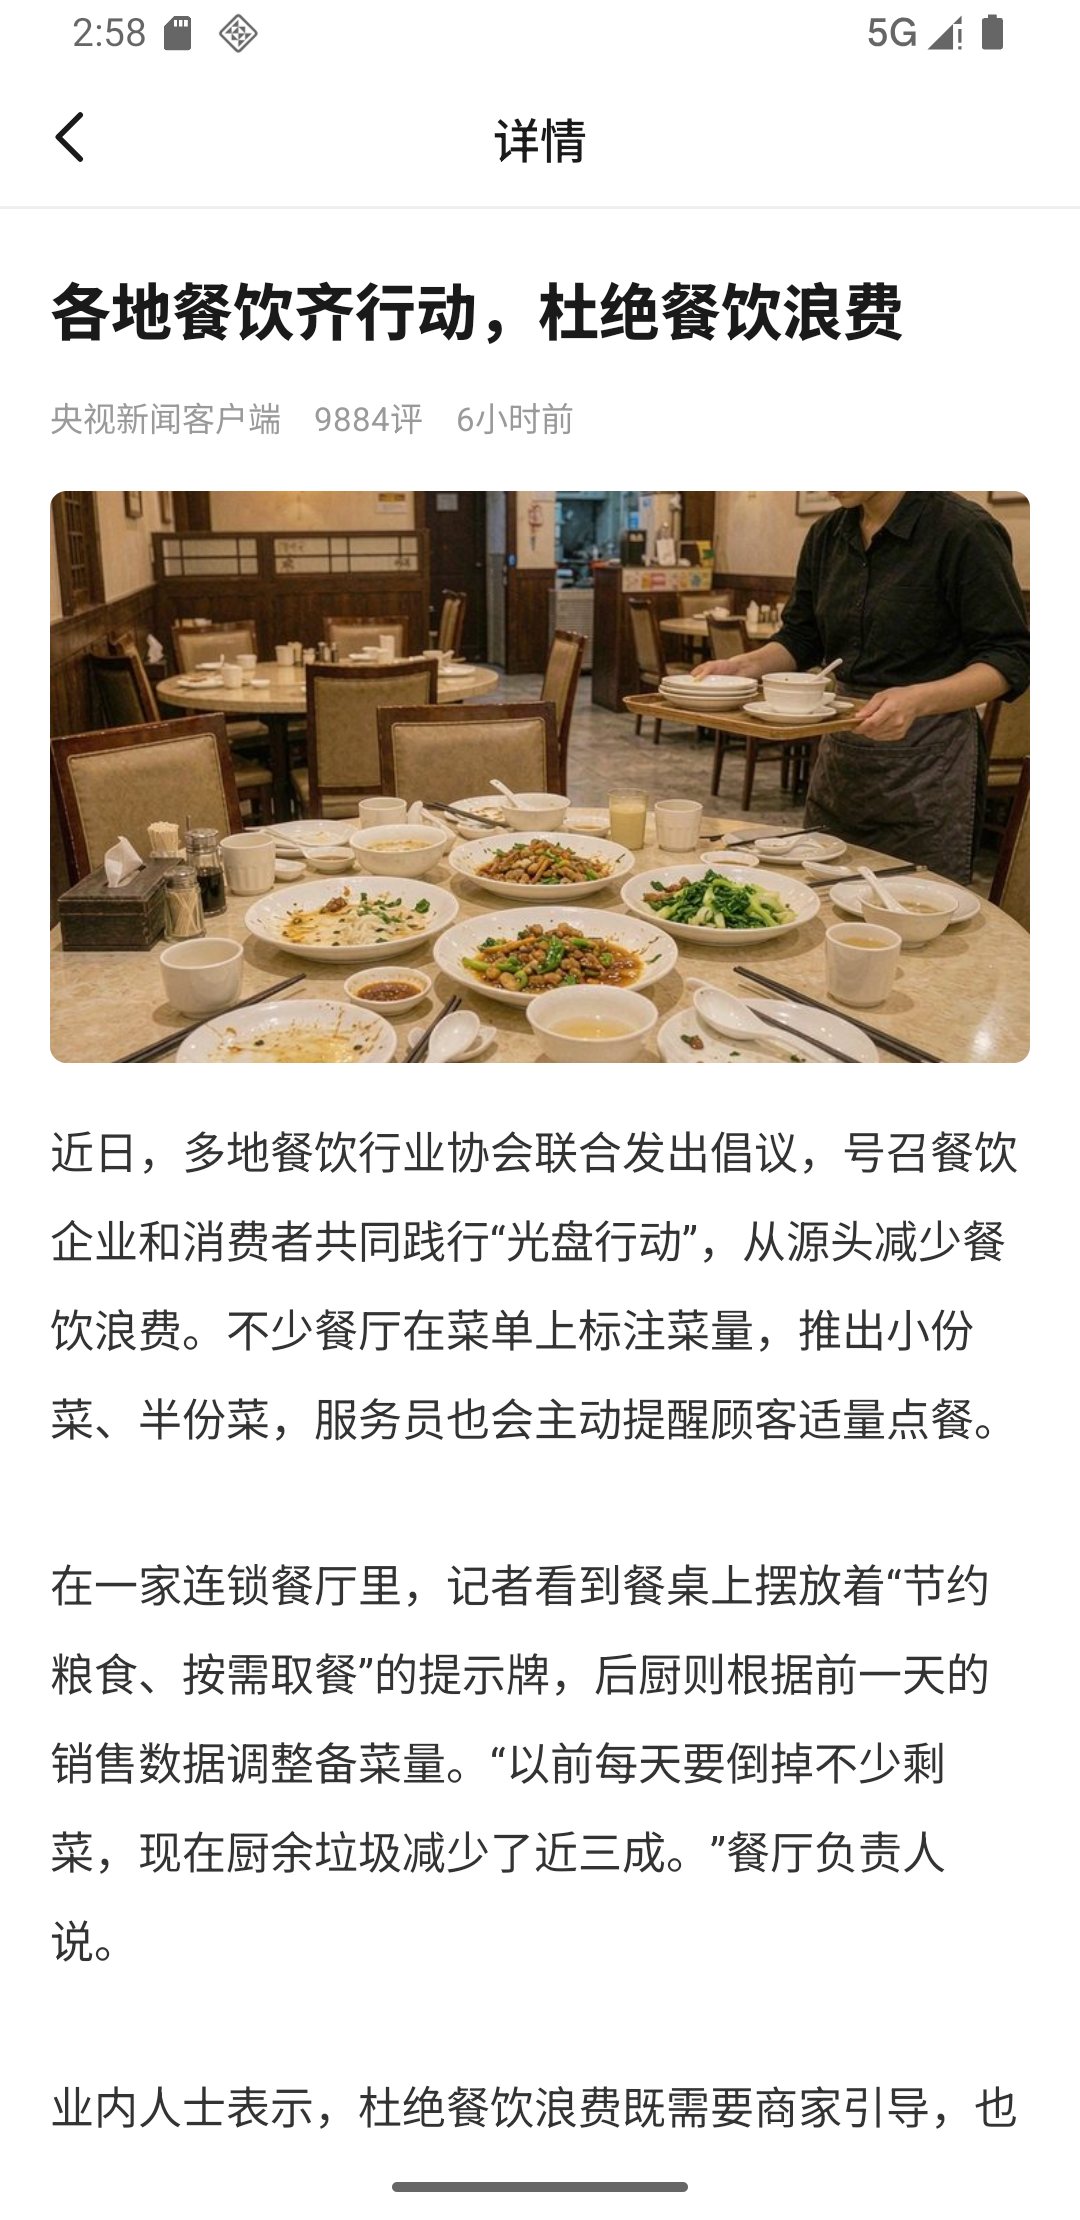 2:58
5G
详情
各地餐饮齐行动，杜绝餐饮浪费
央视新闻客户端 9884评 6小时前
近日，多地餐饮行业协会联合发出倡议，号召餐饮
企业和消费者共同践行“光盘行动”，从源头减少餐
饮浪费。不少餐厅在菜单上标注菜量，推出小份
菜、半份菜，服务员也会主动提醒顾客适量点餐。
在一家连锁餐厅里，记者看到餐桌上摆放着“节约
粮食、按需取餐”的提示牌，后厨则根据前一天的
销售数据调整备菜量。“以前每天要倒掉不少剩
菜，现在厨余垃圾减少了近三成。”餐厅负责人
说。
业内人士表示，杜绝餐饮浪费既需要商家引导，也